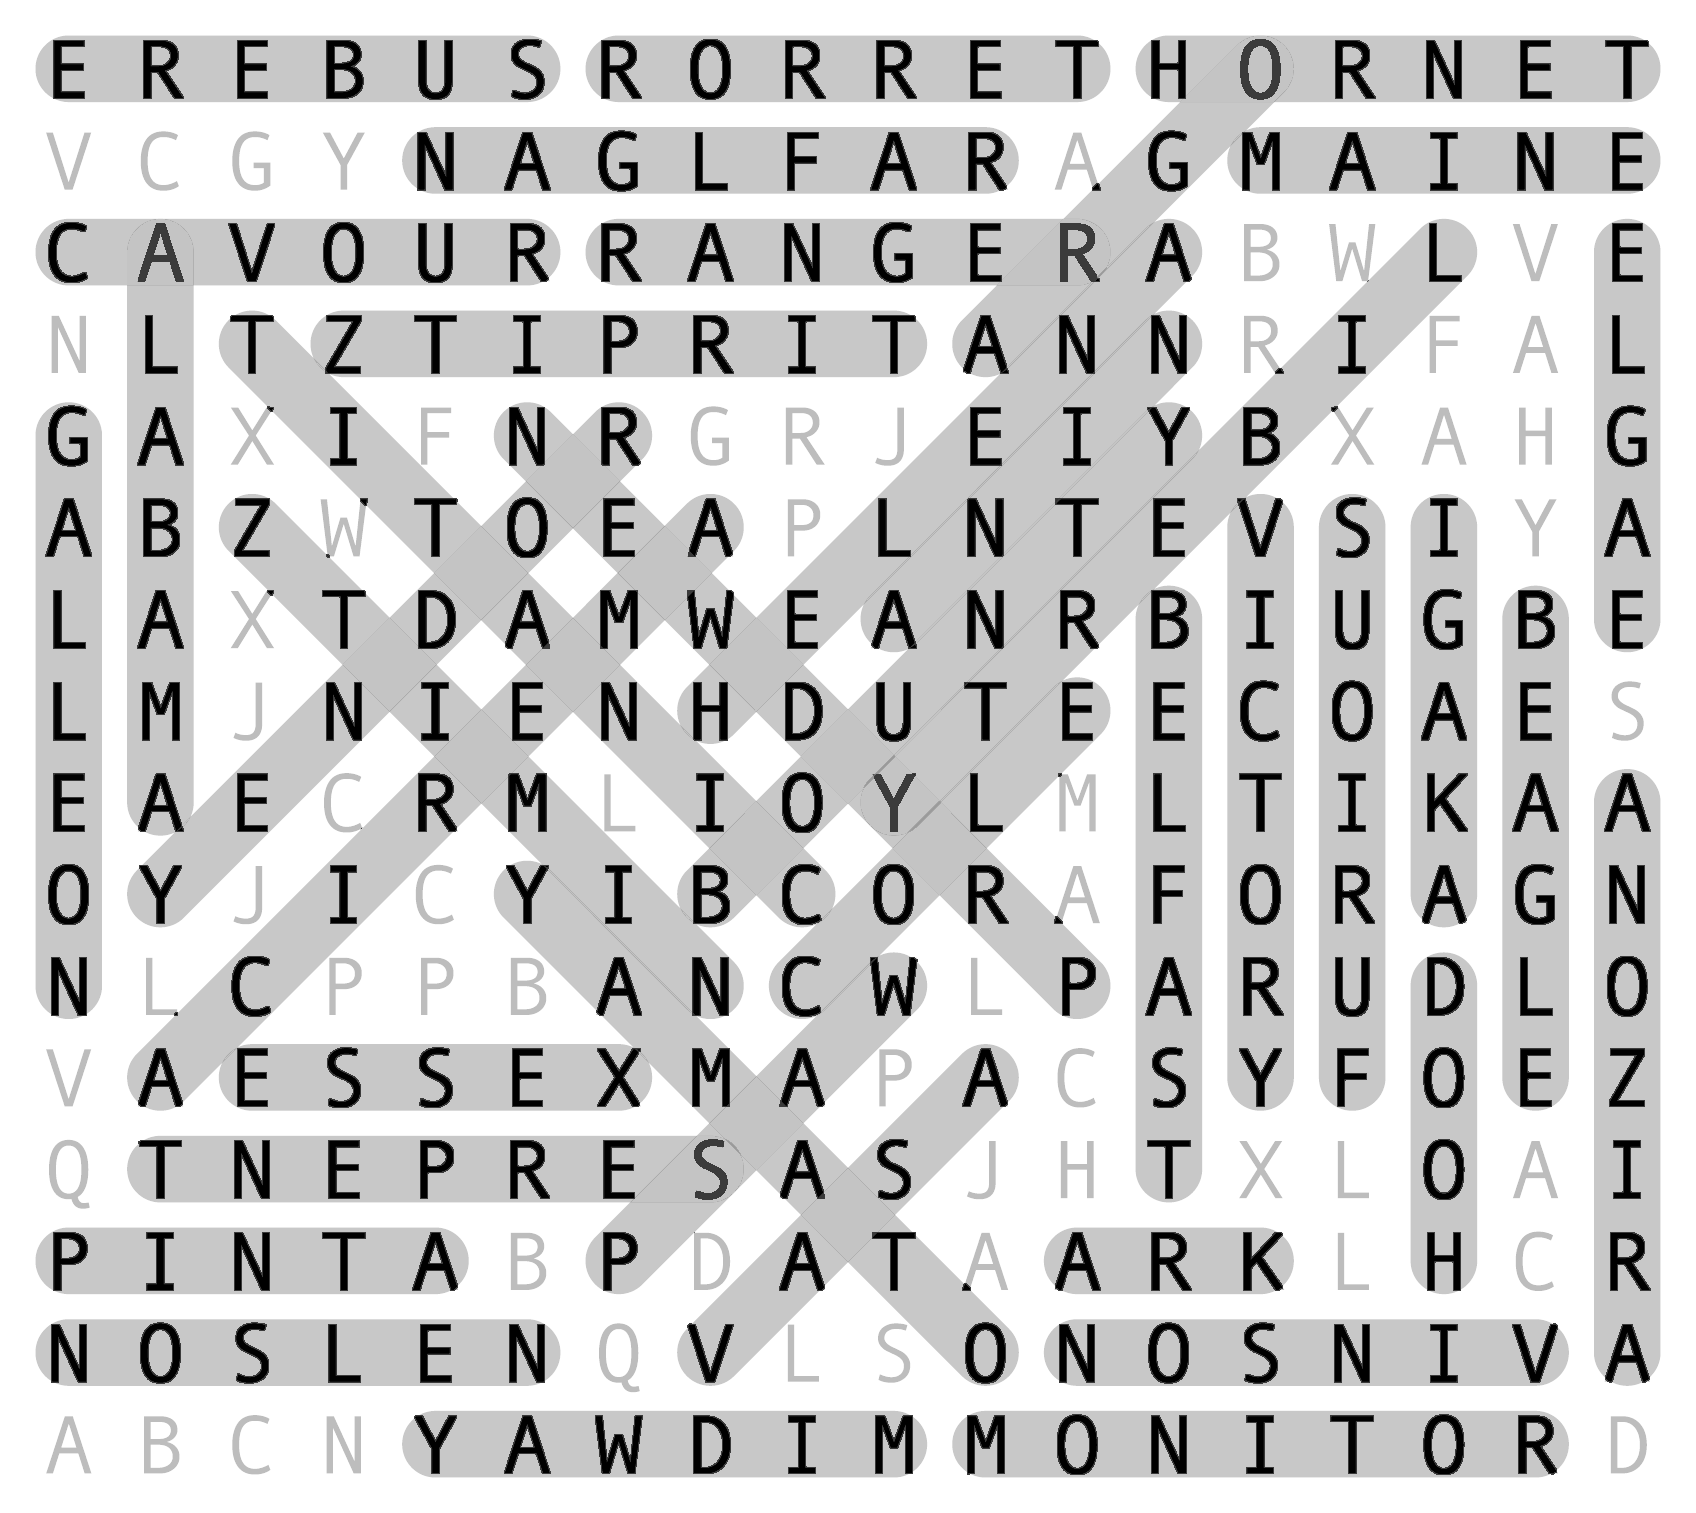 E R E B U S R O R R E T H O R N E T
V C G Y N A G L F A R A G M A I N E
C A V O U R R A N G E R A B W L V E
N L T Z T I P R I T A N N R I F A L
G A X I F N R G R J E I Y B X A H G
A B Z W T O E A P L N T E V S I Y A
L A X T D A M W E A N R B I U G B E
L M J N I E N H D U T E E C O A E S
E A E C R M L I O Y L M L T I K A A
O Y J I C Y I B C O R A F O R A G N
N L C P P B A N C W L P A R U D L O
V A E S S E X M A P A C S Y F O E Z
Q T N E P R E S A S J H T X L O A I
P I N T A B P D A T A A R K L H C R
N O S L E N Q V L S O N O S N I V A
A B C N Y A W D I M M O N I T O R D